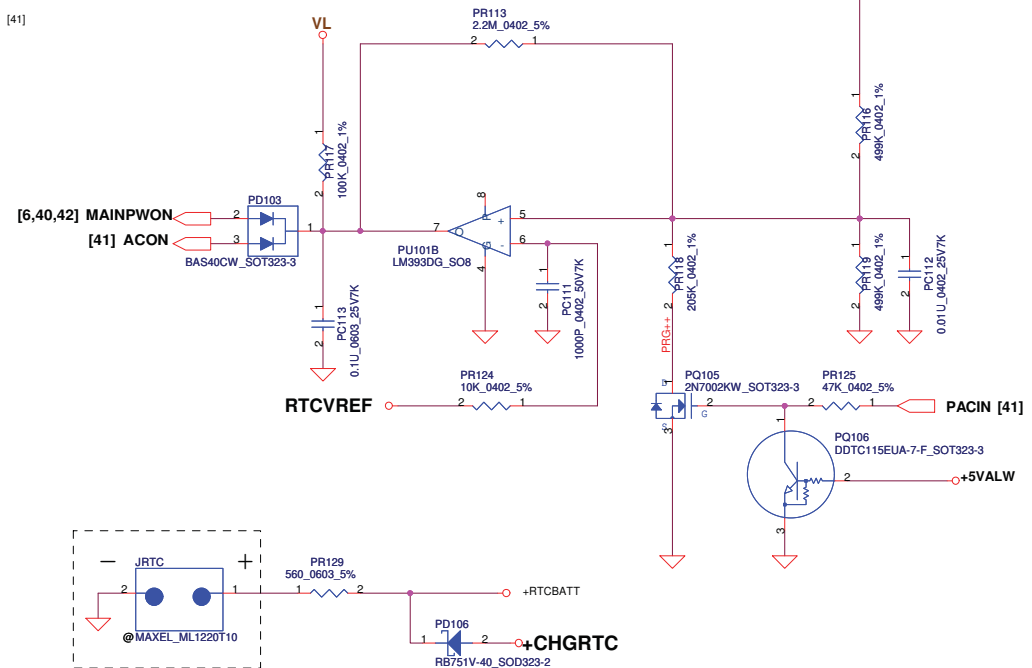 [41]
VL
PR113
2.2M_0402_5%
2
1
1
PR117
100K_0402_1%
2
1
PR116
499K_0402_1%
2
[6,40,42] MAINPWON
2
PD103
1
[41] ACON
3
BAS40CW_SOT323-3
7
8
P
+
5
O
-
6
G
4
PU101B
LM393DG_SO8
1
PC111
1000P_0402_50V7K
2
1
PC113
0.1U_0603_25V7K
2
1
PR118
205K_0402_1%
2
PRG++
1
PR119
499K_0402_1%
2
1
PC112
0.01U_0402_25V7K
2
RTCVREF
PR124
10K_0402_5%
2
1
D
1
PQ105
2N7002KW_SOT323-3
2
G
S
3
PR125
47K_0402_5%
2
1
PACIN [41]
1
PQ106
DDTC115EUA-7-F_SOT323-3
2
+5VALW
3
−
+
JRTC
2
1
@MAXEL_ML1220T10
PR129
560_0603_5%
1
2
+RTCBATT
PD106
1
2
+CHGRTC
RB751V-40_SOD323-2